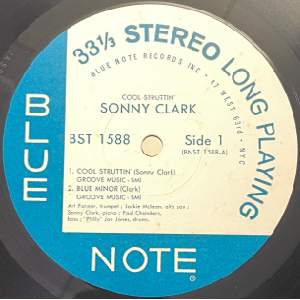 33⅓ STEREO LONG PLAYING
BLUE NOTE RECORDS INC · 47 WEST 63rd · NYC
COOL STRUTTIN'
SONNY CLARK
BST 1588
Side 1
(BAST 1588-A)
1. COOL STRUTTIN' (Sonny Clark)
GROOVE MUSIC - BMI
2. BLUE MINOR (Clark)
GROOVE MUSIC - BMI
Art Farmer, trumpet; Jackie McLean, alto sax;
Sonny Clark, piano; Paul Chambers,
bass; "Philly" Joe Jones, drums.
BLUE
NOTE
®